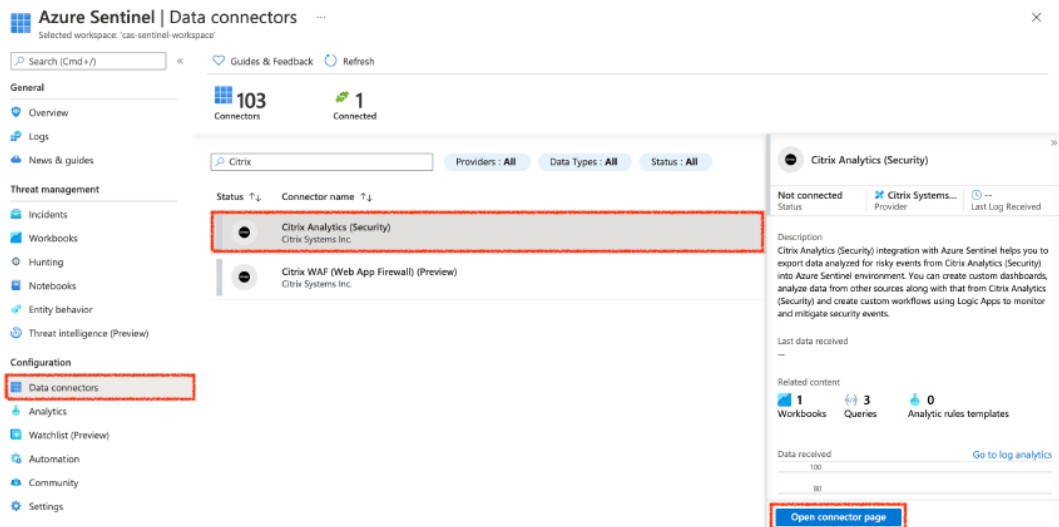 Azure Sentinel | Data connectors ...
Selected workspace: 'cas-sentinel-workspace'
Search (Cmd+/)
«
General
Overview
Logs
News & guides
Threat management
Incidents
Workbooks
Hunting
Notebooks
Entity behavior
Threat intelligence (Preview)
Configuration
Data connectors
Analytics
Watchlist (Preview)
Automation
Community
Settings
Guides & Feedback
Refresh
103
Connectors
1
Connected
Citrix
Providers : All
Data Types : All
Status : All
Status ↑↓
Connector name ↑↓
Citrix Analytics (Security)
Citrix Systems Inc.
Citrix WAF (Web App Firewall) (Preview)
Citrix Systems Inc.
»
Citrix Analytics (Security)
Not connected
Status
Citrix Systems...
Provider
--
Last Log Received
Description
Citrix Analytics (Security) integration with Azure Sentinel helps you to
export data analyzed for risky events from Citrix Analytics (Security)
into Azure Sentinel environment. You can create custom dashboards,
analyze data from other sources along with that from Citrix Analytics
(Security) and create custom workflows using Logic Apps to monitor
and mitigate security events.
Last data received
--
Related content
1
Workbooks
3
Queries
0
Analytic rules templates
Data received
Go to log analytics
100
80
Open connector page